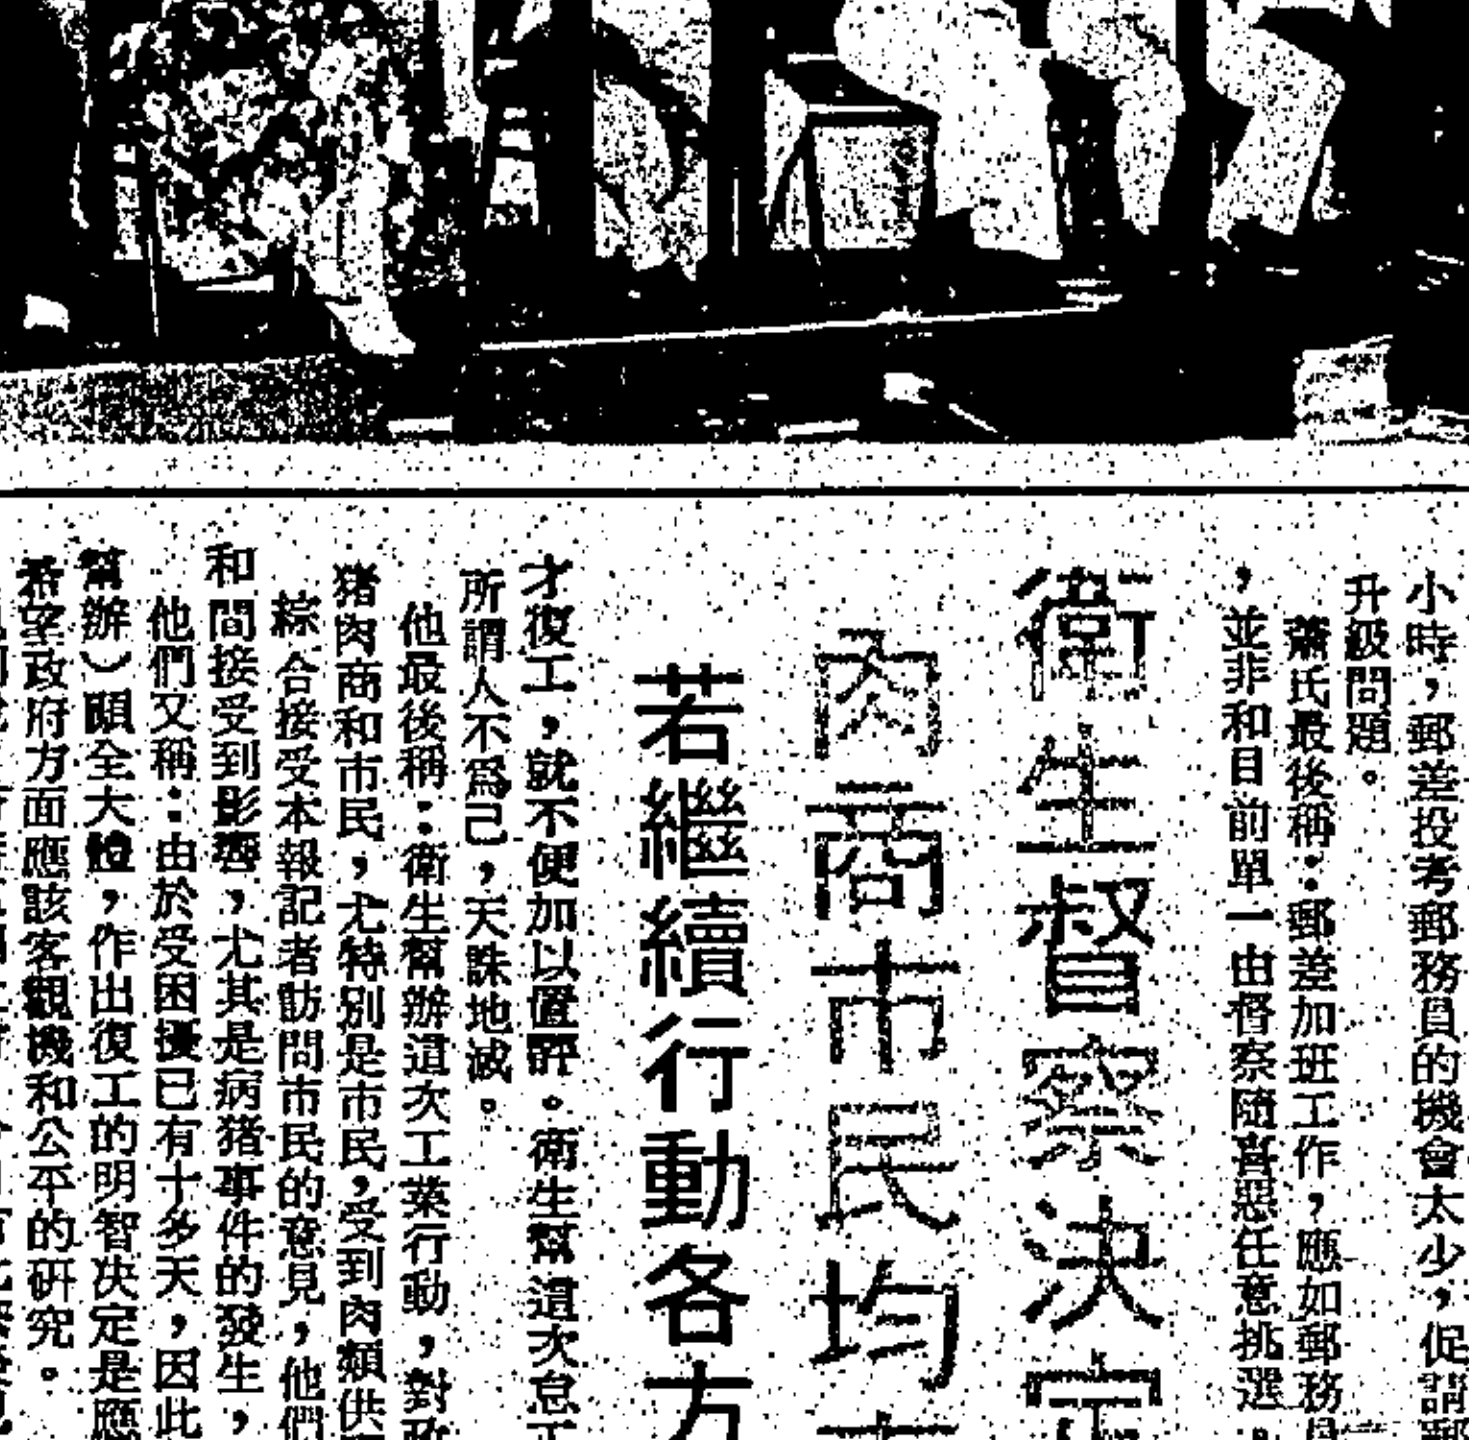 小時，郵差投考郵務員的機會太少，促請郵
升級問題。
蕭氏最後稱：郵差加班工作，應如郵務員
，並非和目前單一由督察隨喜惡任意挑選。
衛生督察決定
肉商市民均
若繼續行動各方
才復工，就不便加以置評。衛生幫這次怠工
所謂人不爲己，天誅地滅。
他最後稱：衛生幫辦這次工業行動，對政
猪肉商和市民，尤特別是市民，受到肉類供
綜合接受本報記者訪問市民的意見，他們
和間接受到影響，尤其是病猪事件的發生，
他們又稱：由於受困擾已有十多天，因此
幫辦）顧全大體，作出復工的明智決定是應
希望政府方面應該客觀機和公平的研究。